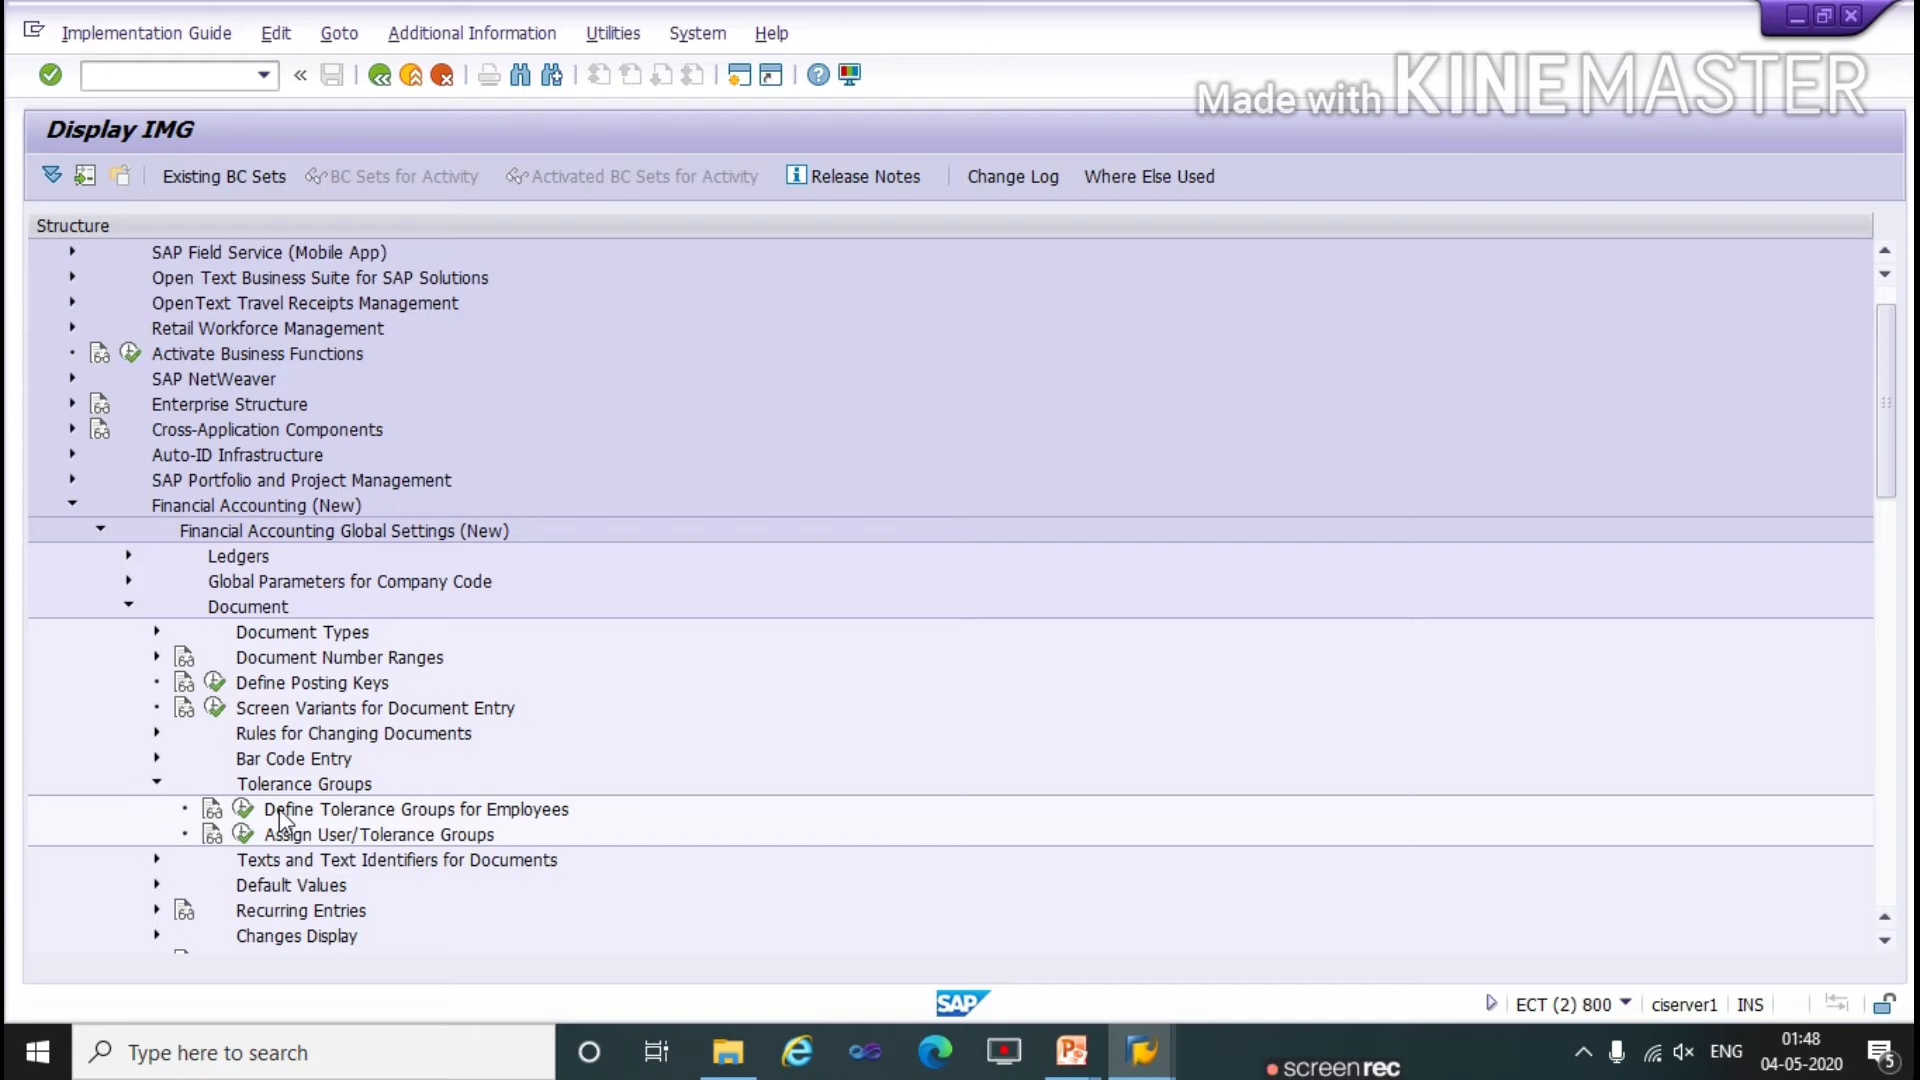 Implementation Guide Edit Goto Additional Information Utilities System Help
Made with KINEMASTER
Display IMG
Existing BC Sets BC Sets for Activity Activated BC Sets for Activity Release Notes Change Log Where Else Used
Structure
SAP Field Service (Mobile App)
Open Text Business Suite for SAP Solutions
OpenText Travel Receipts Management
Retail Workforce Management
Activate Business Functions
SAP NetWeaver
Enterprise Structure
Cross-Application Components
Auto-ID Infrastructure
SAP Portfolio and Project Management
Financial Accounting (New)
Financial Accounting Global Settings (New)
Ledgers
Global Parameters for Company Code
Document
Document Types
Document Number Ranges
Define Posting Keys
Screen Variants for Document Entry
Rules for Changing Documents
Bar Code Entry
Tolerance Groups
Define Tolerance Groups for Employees
Assign User/Tolerance Groups
Texts and Text Identifiers for Documents
Default Values
Recurring Entries
Changes Display
SAP ECT (2) 800 ciserver1 INS
Type here to search
screenrec
ENG
01:48
04-05-2020
5